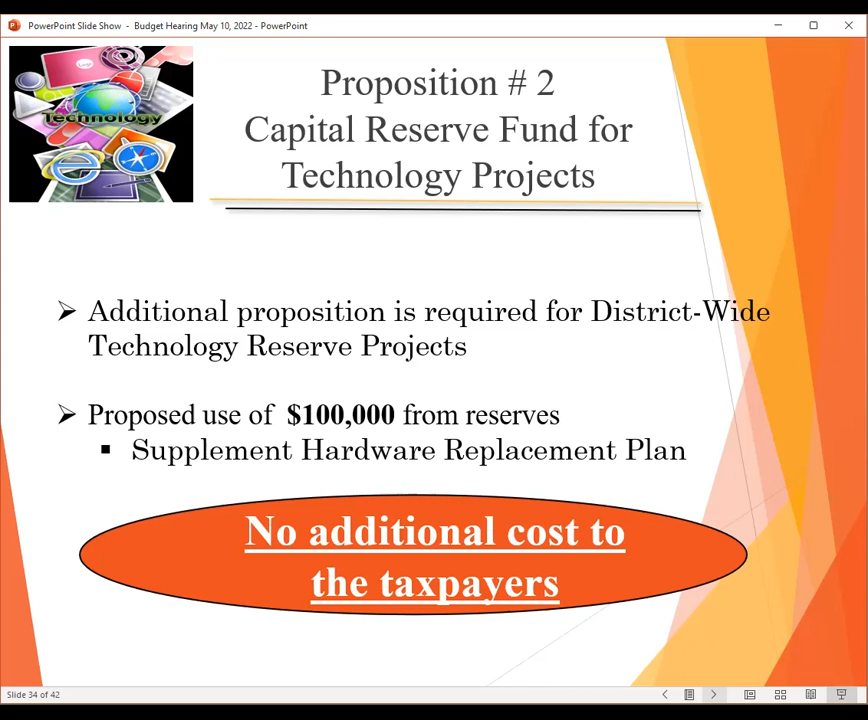 PowerPoint Slide Show - Budget Hearing May 10, 2022 - PowerPoint
Technology
Proposition # 2
Capital Reserve Fund for
Technology Projects
➢ Additional proposition is required for District-Wide
Technology Reserve Projects
➢ Proposed use of $100,000 from reserves
▪ Supplement Hardware Replacement Plan
No additional cost to
the taxpayers
Slide 34 of 42